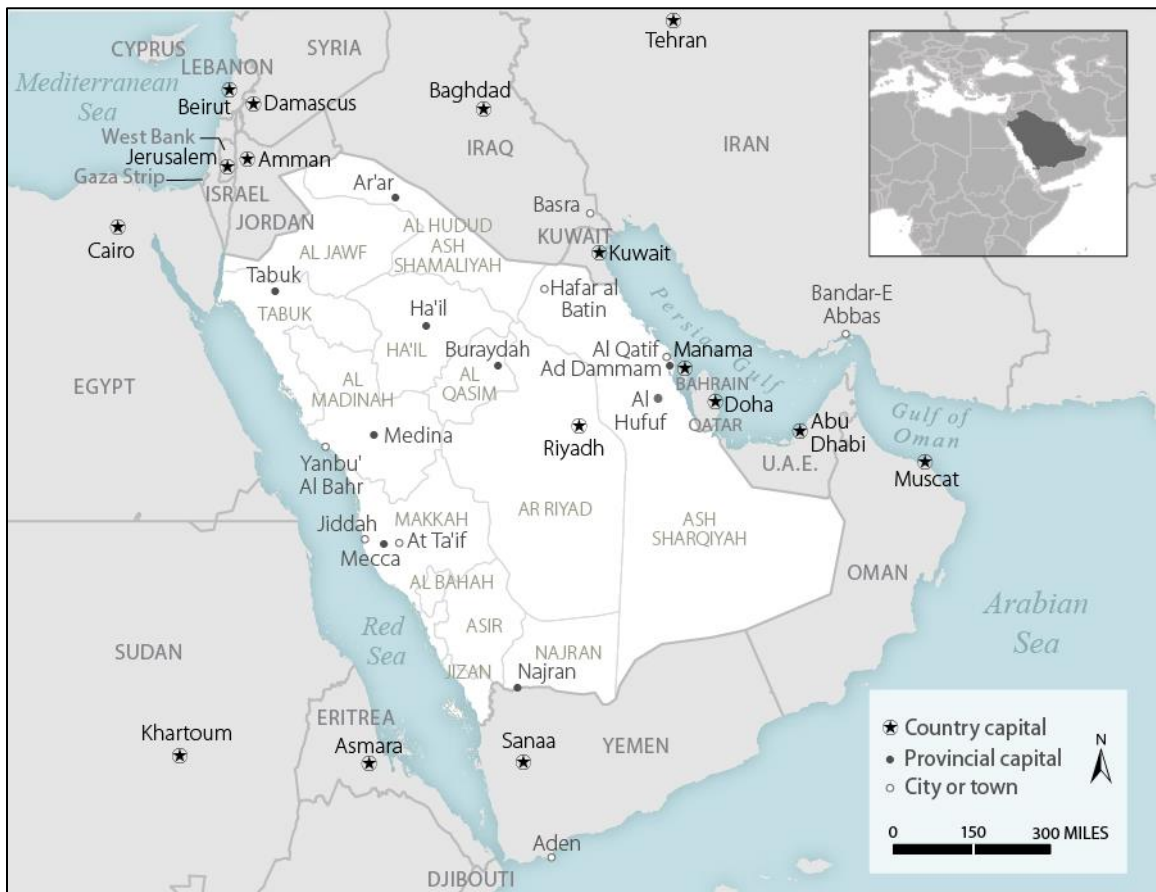 CYPRUS
SYRIA
Tehran
LEBANON
Mediterranean
Sea
Beirut
Damascus
Baghdad
West Bank
Jerusalem
Amman
IRAQ
IRAN
Gaza Strip
ISRAEL
Ar'ar
JORDAN
Basra
AL HUDUD
ASH
SHAMALIYAH
KUWAIT
Cairo
AL JAWF
Kuwait
Tabuk
Hafar al
Batin
Bandar-E
Abbas
TABUK
Ha'il
Persian Gulf
HA'IL
Buraydah
Al Qatif
Manama
Ad Dammam
EGYPT
AL
MADINAH
AL
QASIM
BAHRAIN
Al
Hufuf
Doha
QATAR
Gulf of
Oman
Medina
Riyadh
Abu
Dhabi
Yanbu'
Al Bahr
U.A.E.
Muscat
Jiddah
MAKKAH
AR RIYAD
ASH
SHARQIYAH
Mecca
At Ta'if
AL BAHAH
OMAN
Arabian
Sea
Red
Sea
ASIR
SUDAN
NAJRAN
JIZAN
Najran
ERITREA
Khartoum
Asmara
Sanaa
YEMEN
Country capital
Provincial capital
City or town
N
0 150 300 MILES
Aden
DJIBOUTI